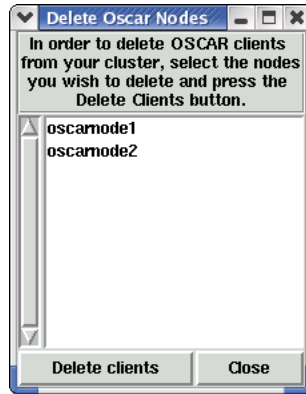 Delete Oscar Nodes
In order to delete OSCAR clients
from your cluster, select the nodes
you wish to delete and press the
Delete Clients button.
oscarnode1
oscarnode2
Delete clients
Close